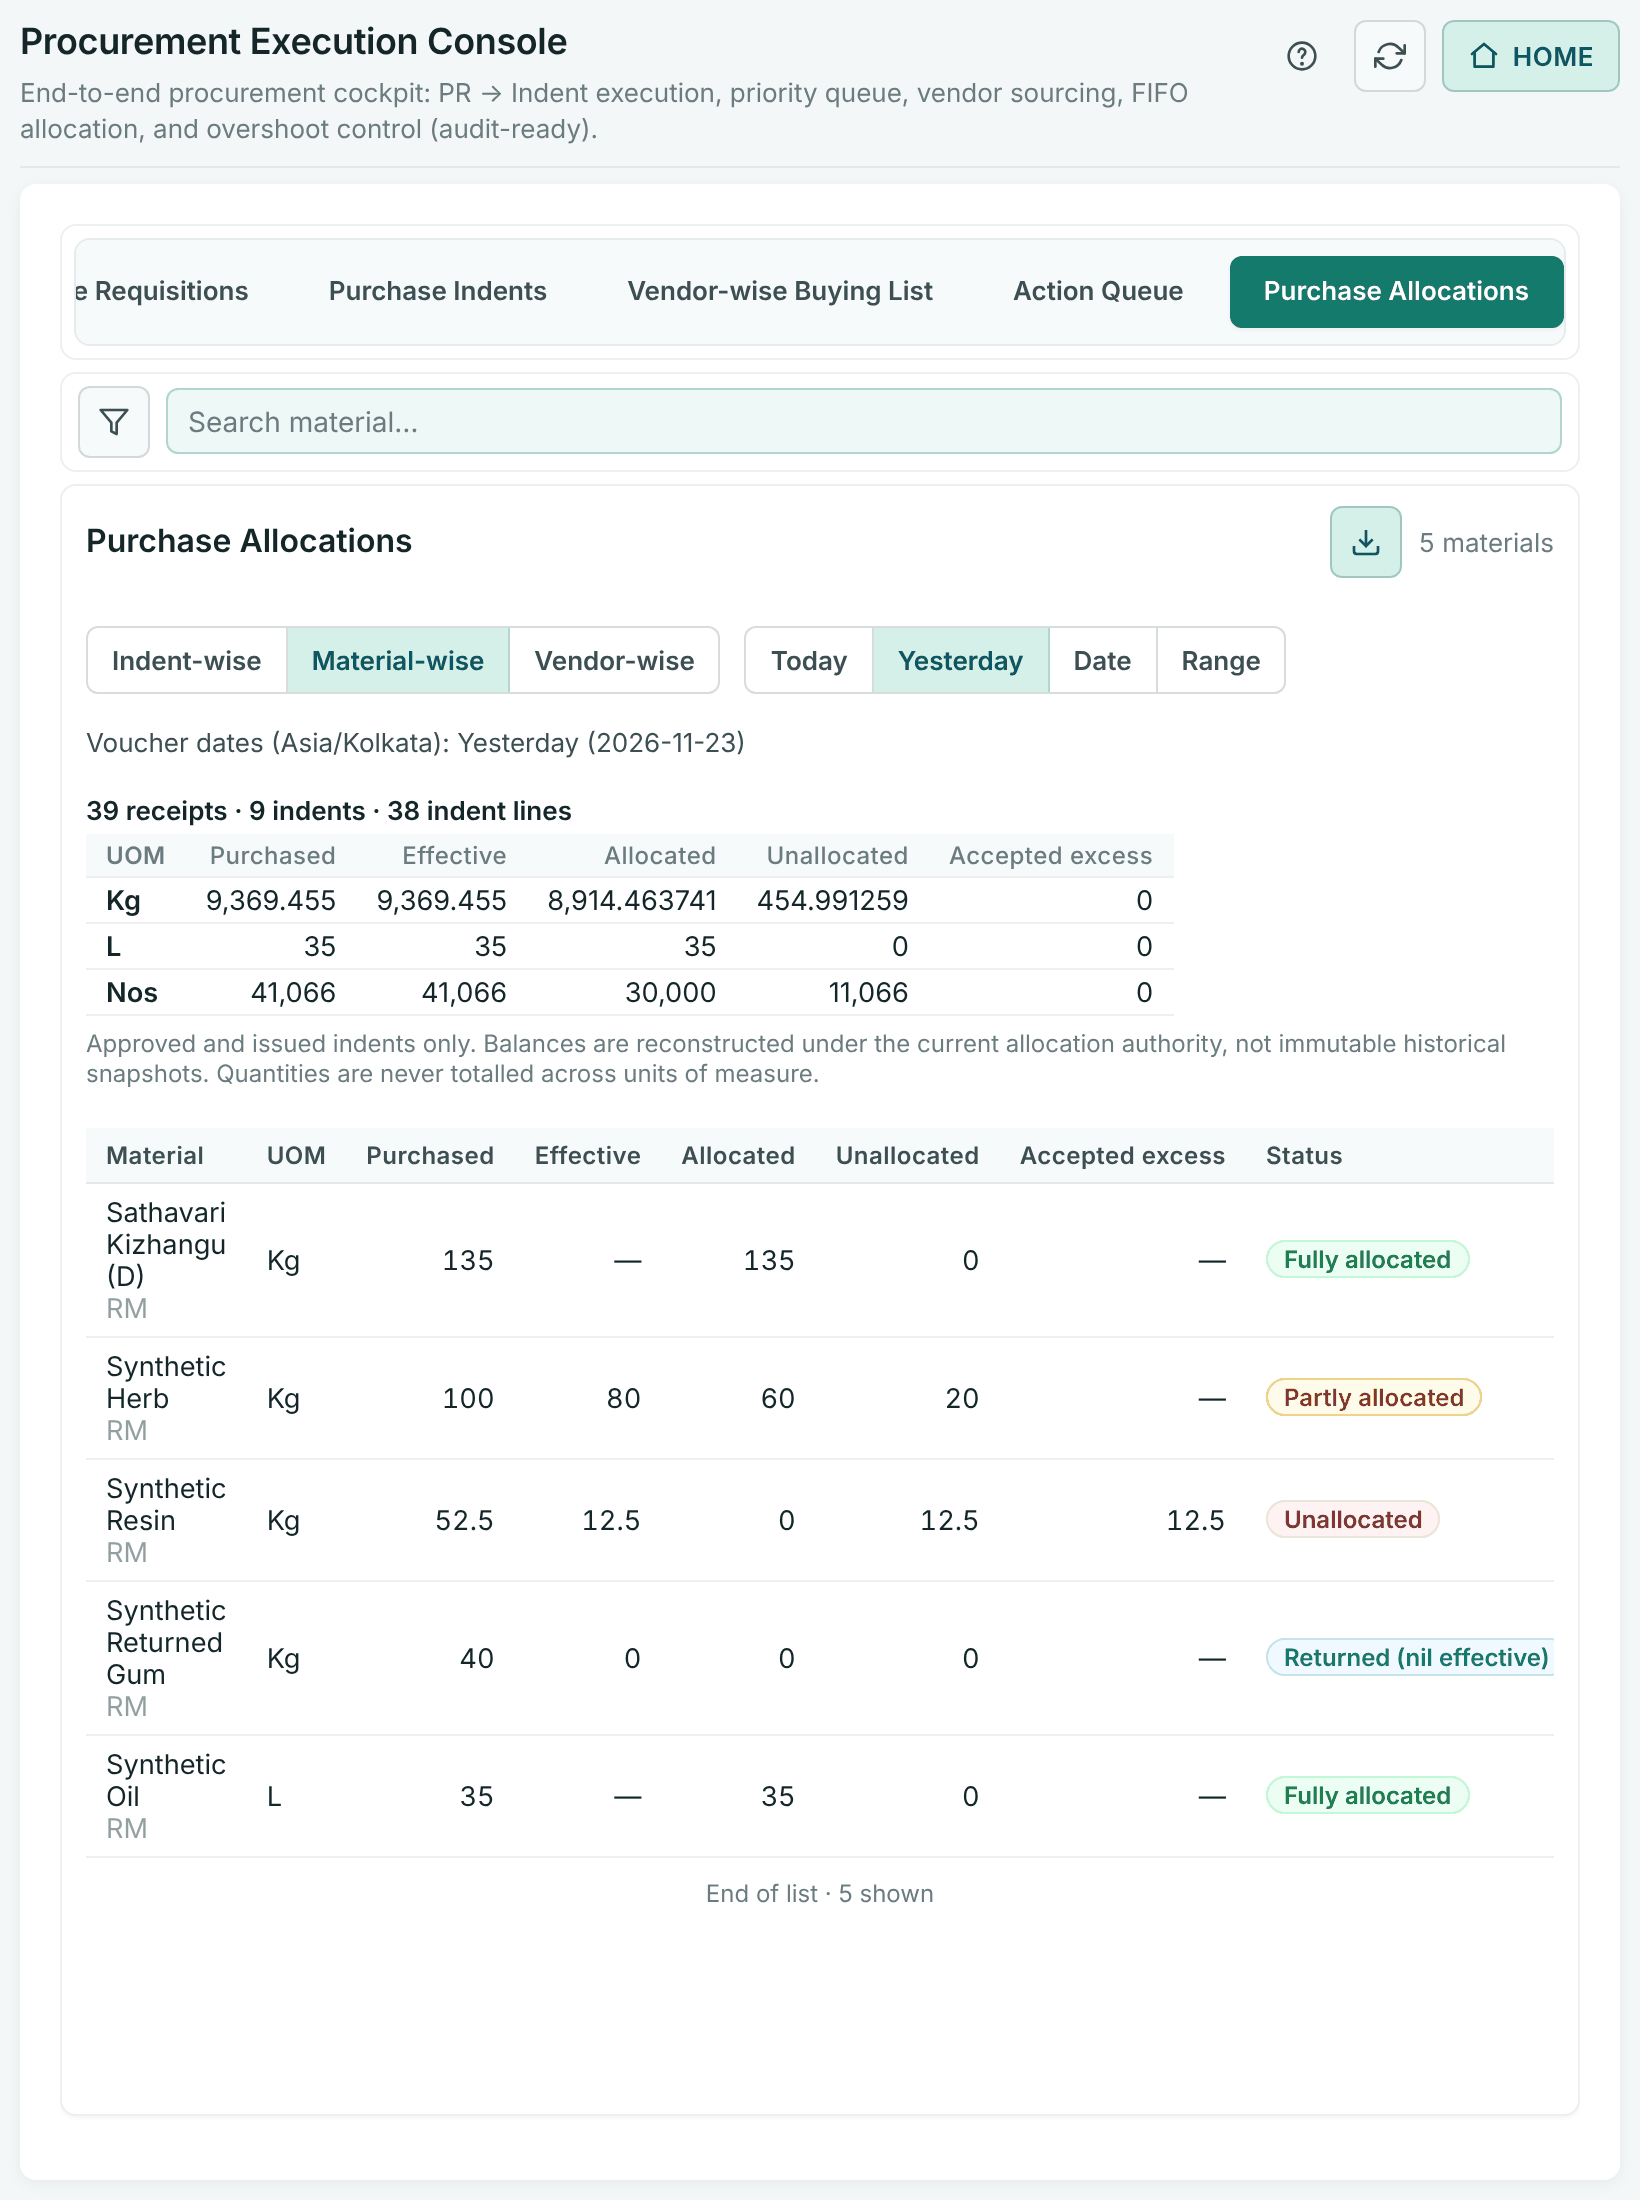 Procurement Execution Console
End-to-end procurement cockpit: PR → Indent execution, priority queue, vendor sourcing, FIFO
allocation, and overshoot control (audit-ready).
HOME
e Requisitions Purchase Indents Vendor-wise Buying List Action Queue Purchase Allocations
Search material...
Purchase Allocations
5 materials
Indent-wise Material-wise Vendor-wise Today Yesterday Date Range
Voucher dates (Asia/Kolkata): Yesterday (2026-11-23)
39 receipts · 9 indents · 38 indent lines
UOM Purchased Effective Allocated Unallocated Accepted excess
Kg 9,369.455 9,369.455 8,914.463741 454.991259 0
L 35 35 35 0 0
Nos 41,066 41,066 30,000 11,066 0
Approved and issued indents only. Balances are reconstructed under the current allocation authority, not immutable historical
snapshots. Quantities are never totalled across units of measure.
Material UOM Purchased Effective Allocated Unallocated Accepted excess Status
Sathavari
Kizhangu
(D)
RM
Kg 135 — 135 0 — Fully allocated
Synthetic
Herb
RM
Kg 100 80 60 20 — Partly allocated
Synthetic
Resin
RM
Kg 52.5 12.5 0 12.5 12.5 Unallocated
Synthetic
Returned
Gum
RM
Kg 40 0 0 0 — Returned (nil effective)
Synthetic
Oil
RM
L 35 — 35 0 — Fully allocated
End of list · 5 shown